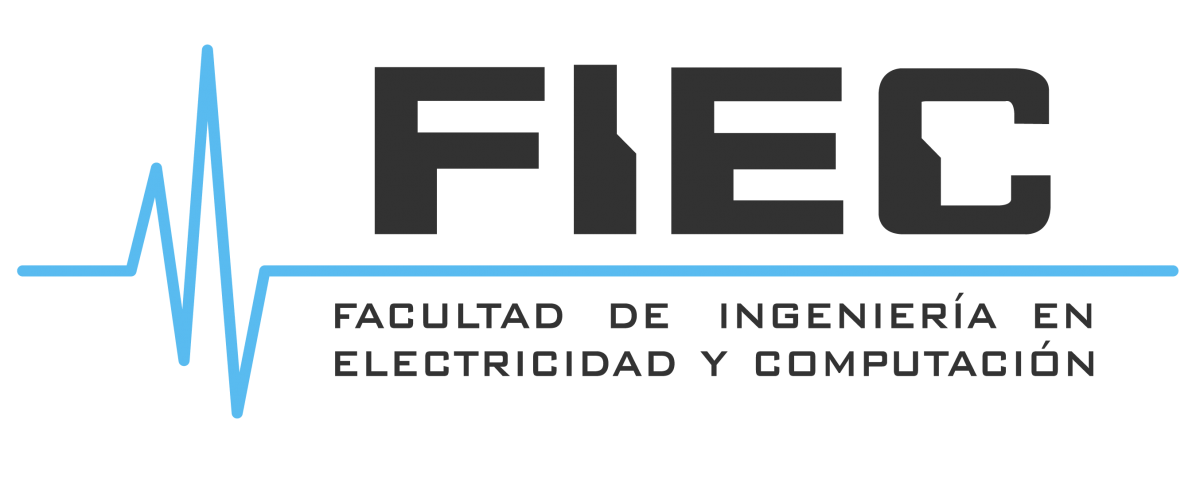 FIEC
FACULTAD DE INGENIERÍA EN
ELECTRICIDAD Y COMPUTACIÓN